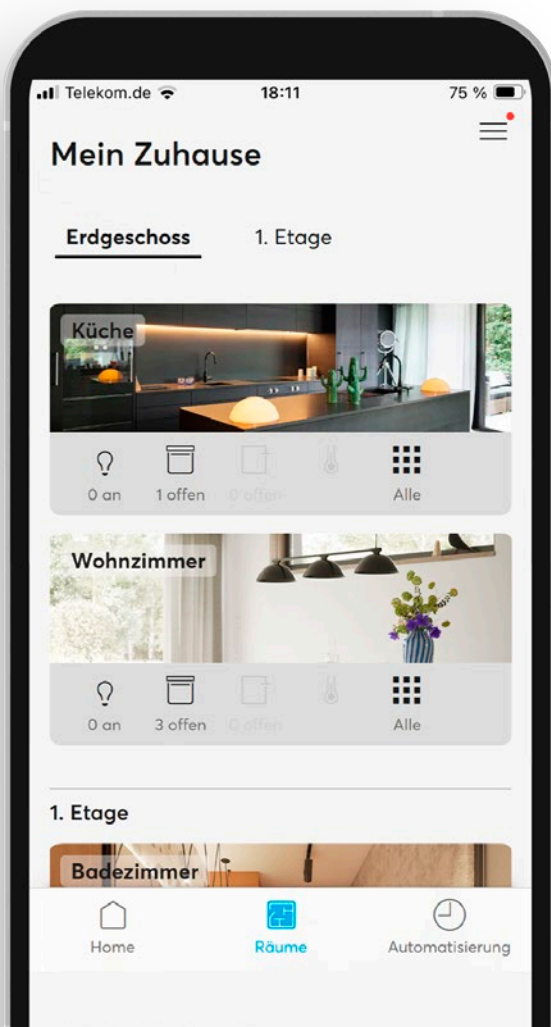 Telekom.de 18:11 75 %
Mein Zuhause
Erdgeschoss 1. Etage
Küche
0 an 1 offen 0 offen Alle
Wohnzimmer
0 an 3 offen 0 offen Alle
1. Etage
Badezimmer
Home Räume Automatisierung